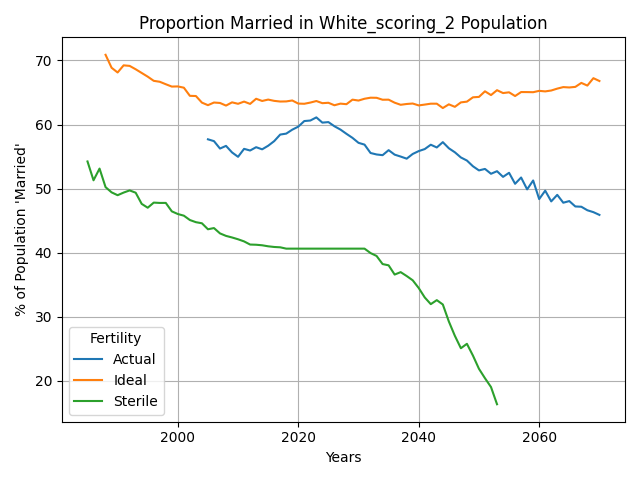 Proportion Married in White_scoring_2 Population
% of Population 'Married'
70
60
50
40
30
20
Fertility
Actual
Ideal
Sterile
2000 2020 2040 2060
Years